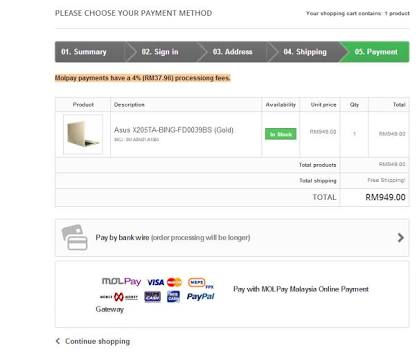 PLEASE CHOOSE YOUR PAYMENT METHOD
Your shopping cart contains: 1 product
01. Summary
02. Sign in
03. Address
04. Shipping
05. Payment
Molpay payments have a 4% (RM37.96) processiong fees.
Product Description Availability Unit price Qty Total
Asus X205TA-BING-FD0039BS (Gold) In Stock RM949.00 1 RM949.00
Total products RM949.00
Total shipping Free Shipping!
TOTAL RM949.00
Pay by bank wire (order processing will be longer)
MOLPay VISA MEPS
CASH PayPal
Pay with MOLPay Malaysia Online Payment
Gateway
Continue shopping